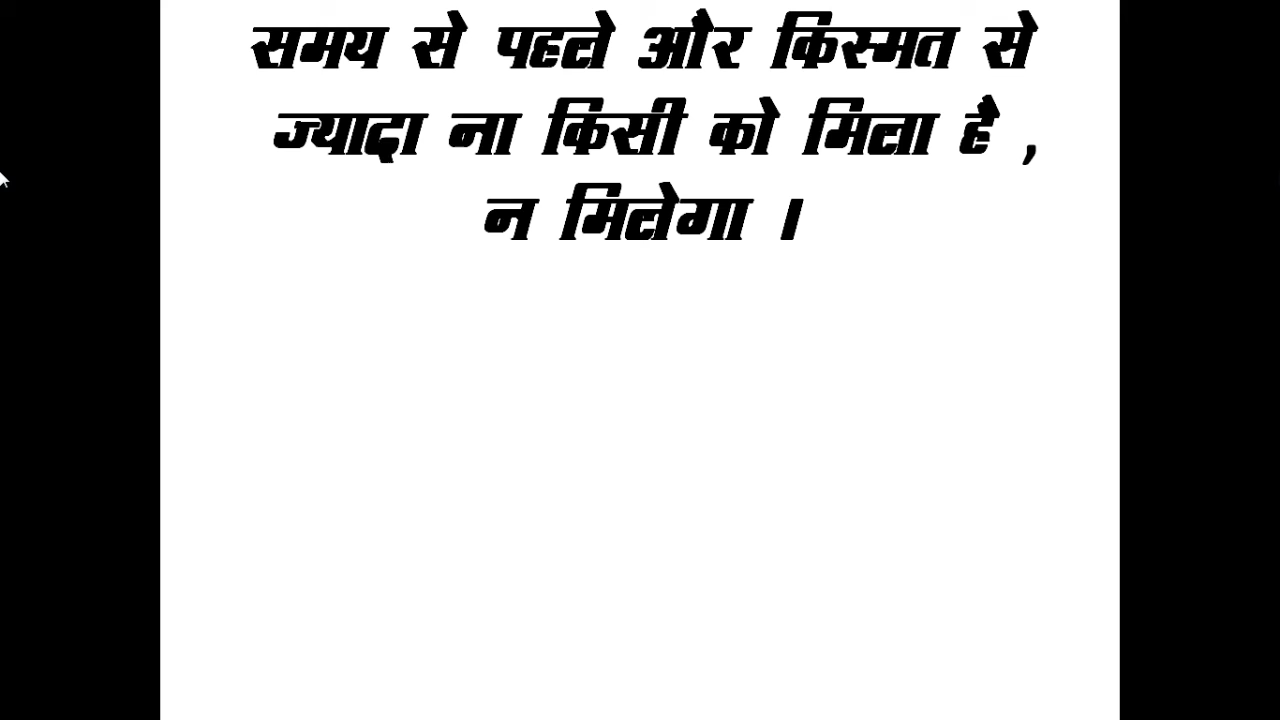 समय से पहले और किस्मत से
ज्यादा ना किसी को मिला है ,
न मिलेगा ।